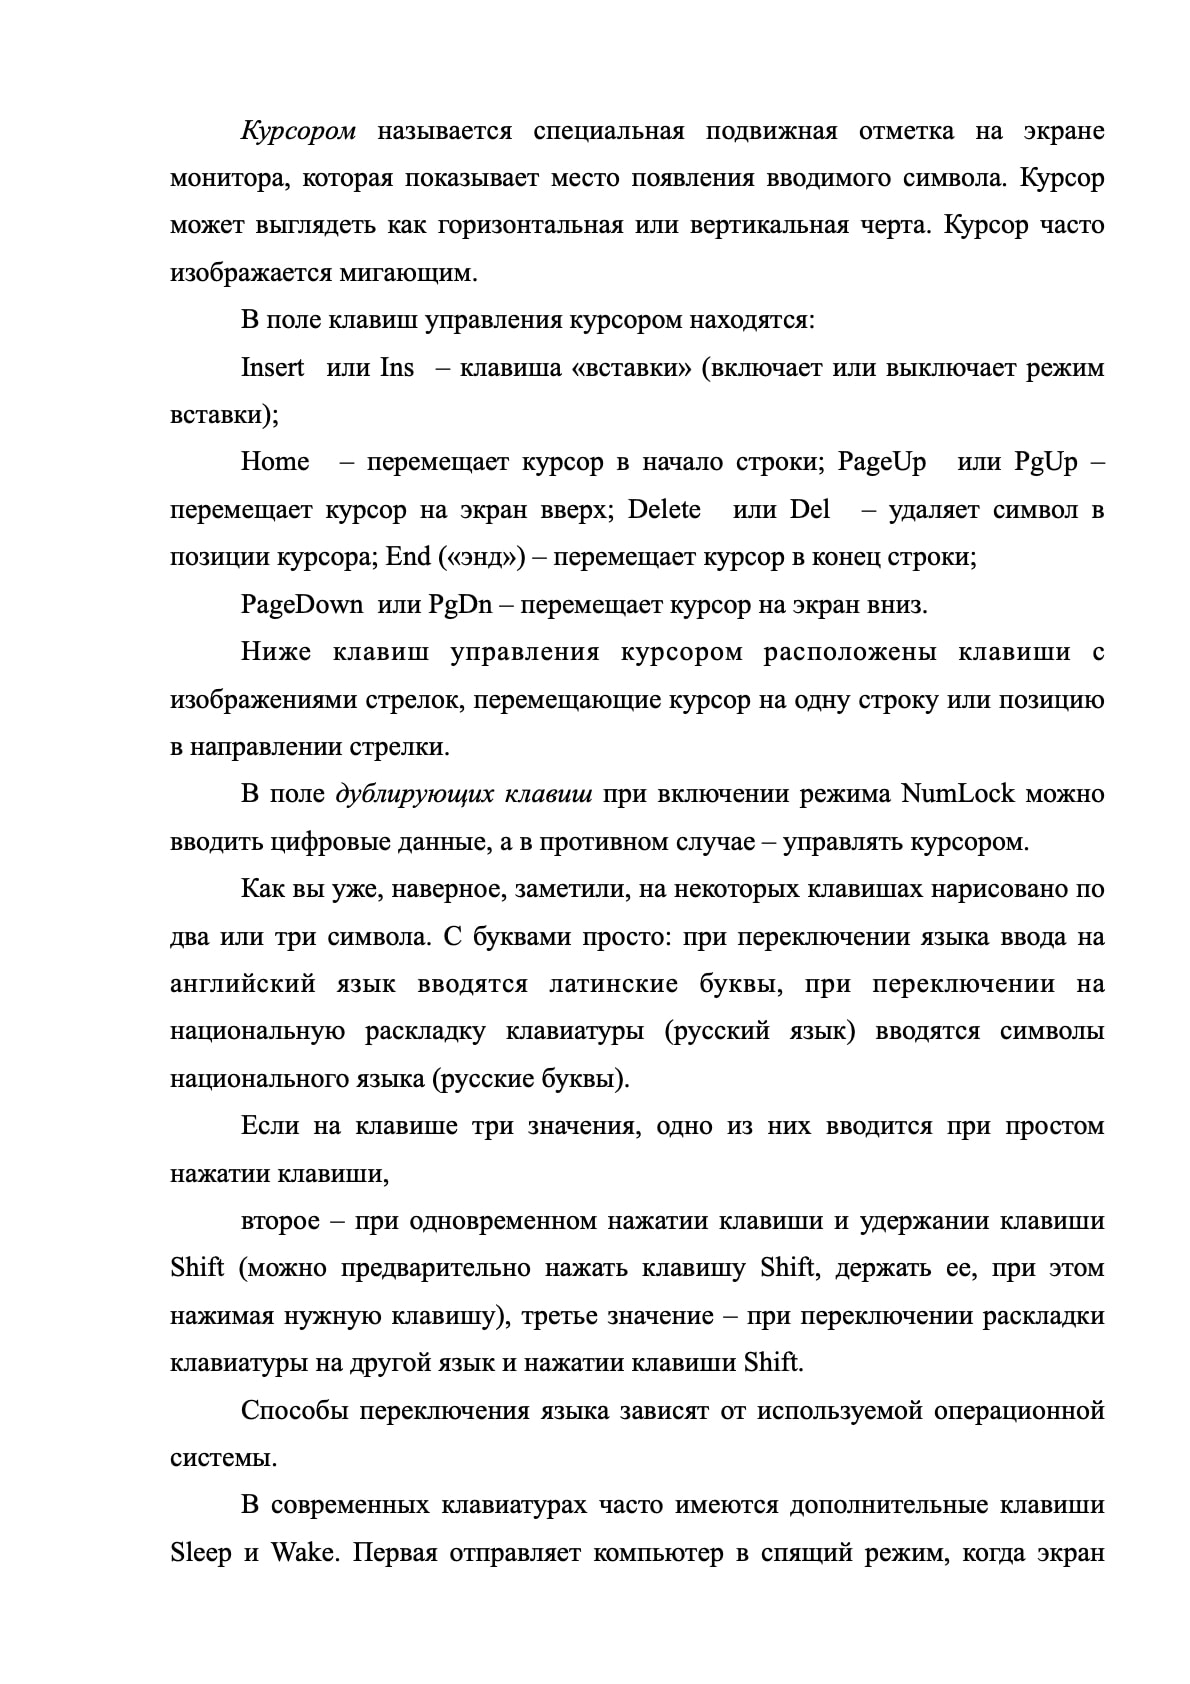 Курсором называется специальная подвижная отметка на экране
монитора, которая показывает место появления вводимого символа. Курсор
может выглядеть как горизонтальная или вертикальная черта. Курсор часто
изображается мигающим.
В поле клавиш управления курсором находятся:
Insert или Ins – клавиша «вставки» (включает или выключает режим
вставки);
Home – перемещает курсор в начало строки; PageUp или PgUp –
перемещает курсор на экран вверх; Delete или Del – удаляет символ в
позиции курсора; End («энд») – перемещает курсор в конец строки;
PageDown или PgDn – перемещает курсор на экран вниз.
Ниже клавиш управления курсором расположены клавиши с
изображениями стрелок, перемещающие курсор на одну строку или позицию
в направлении стрелки.
В поле дублирующих клавиш при включении режима NumLock можно
вводить цифровые данные, а в противном случае – управлять курсором.
Как вы уже, наверное, заметили, на некоторых клавишах нарисовано по
два или три символа. С буквами просто: при переключении языка ввода на
английский язык вводятся латинские буквы, при переключении на
национальную раскладку клавиатуры (русский язык) вводятся символы
национального языка (русские буквы).
Если на клавише три значения, одно из них вводится при простом
нажатии клавиши,
второе – при одновременном нажатии клавиши и удержании клавиши
Shift (можно предварительно нажать клавишу Shift, держать ее, при этом
нажимая нужную клавишу), третье значение – при переключении раскладки
клавиатуры на другой язык и нажатии клавиши Shift.
Способы переключения языка зависят от используемой операционной
системы.
В современных клавиатурах часто имеются дополнительные клавиши
Sleep и Wake. Первая отправляет компьютер в спящий режим, когда экран